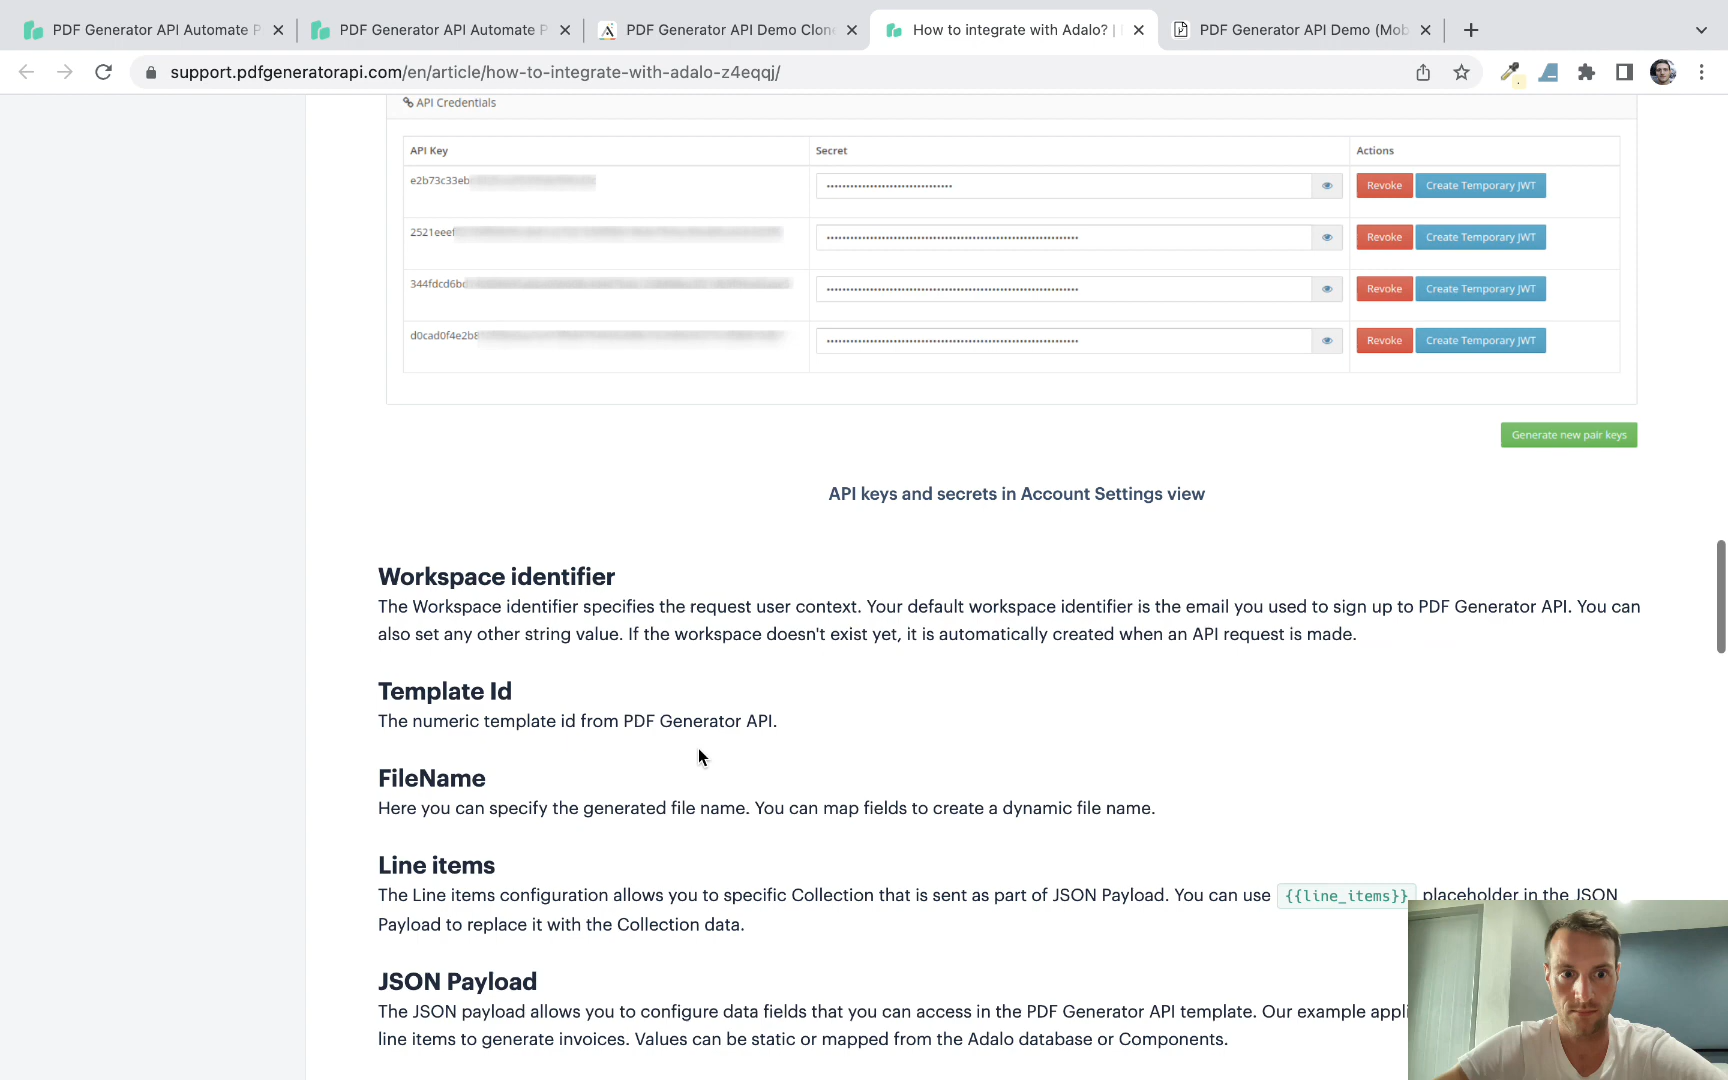 PDF Generator API Automate P
PDF Generator API Automate P
PDF Generator API Demo Clon
How to integrate with Adalo? |
PDF Generator API Demo (Mob
support.pdfgeneratorapi.com/en/article/how-to-integrate-with-adalo-z4eqqj/
API Credentials
API Key Secret Actions
e2b73c33eb Revoke Create Temporary JWT
2521eeef Revoke Create Temporary JWT
344fdcd6bd Revoke Create Temporary JWT
d0cad0f4e2b8 Revoke Create Temporary JWT
Generate new pair keys
API keys and secrets in Account Settings view
Workspace identifier
The Workspace identifier specifies the request user context. Your default workspace identifier is the email you used to sign up to PDF Generator API. You can
also set any other string value. If the workspace doesn't exist yet, it is automatically created when an API request is made.
Template Id
The numeric template id from PDF Generator API.
FileName
Here you can specify the generated file name. You can map fields to create a dynamic file name.
Line items
The Line items configuration allows you to specific Collection that is sent as part of JSON Payload. You can use {{line_items}} placeholder in the JSON
Payload to replace it with the Collection data.
JSON Payload
The JSON payload allows you to configure data fields that you can access in the PDF Generator API template. Our example appli
line items to generate invoices. Values can be static or mapped from the Adalo database or Components.